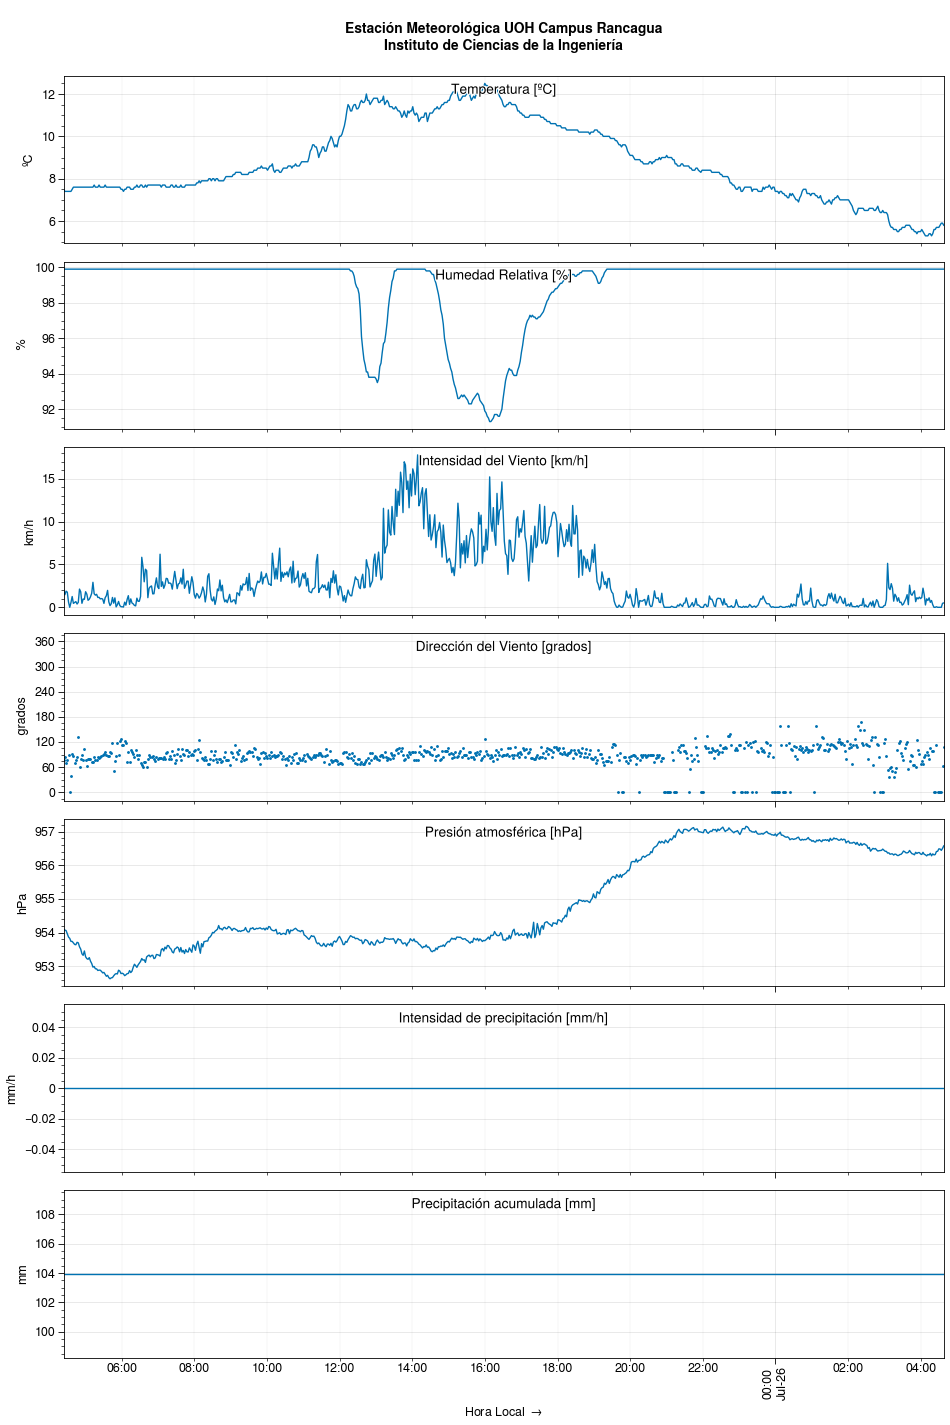 Estación Meteorológica UOH Campus Rancagua
Instituto de Ciencias de la Ingeniería
Temperatura [ºC]
ºC
12
10
8
6
Humedad Relativa [%]
%
100
98
96
94
92
Intensidad del Viento [km/h]
km/h
15
10
5
0
Dirección del Viento [grados]
grados
360
300
240
180
120
60
0
Presión atmosférica [hPa]
hPa
957
956
955
954
953
Intensidad de precipitación [mm/h]
mm/h
0.04
0.02
0
−0.02
−0.04
Precipitación acumulada [mm]
mm
108
106
104
102
100
06:00 08:00 10:00 12:00 14:00 16:00 18:00 20:00 22:00 00:00 02:00 04:00
Jul-26
Hora Local →